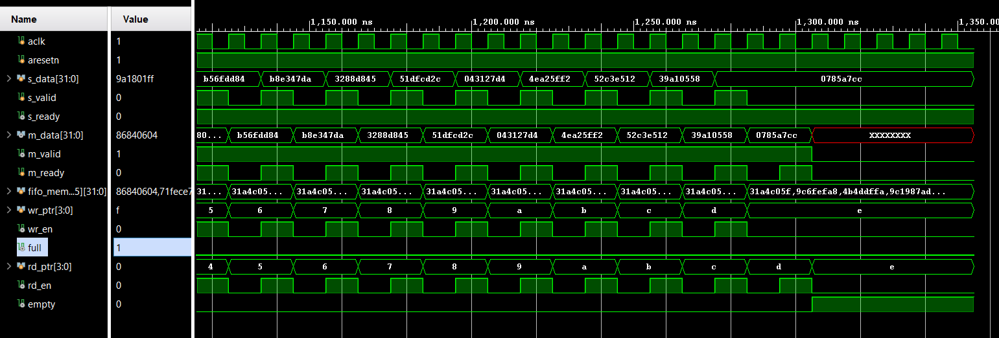 Name Value
1,150.000 ns 1,200.000 ns 1,250.000 ns 1,300.000 ns 1,350.0
aclk 1
aresetn 1
s_data[31:0] 9a1801ff b56fdd84 b8e347da 3288d845 51dfcd2c 043127d4 4ea25ff2 52c3e512 39a10558 0785a7cc
s_valid 0
s_ready 0
m_data[31:0] 86840604 80... b56fdd84 b8e347da 3288d845 51dfcd2c 043127d4 4ea25ff2 52c3e512 39a10558 0785a7cc XXXXXXXX
m_valid 1
m_ready 0
fifo_mem...5][31:0] 86840604,71fece7 31... 31a4c05... 31a4c05... 31a4c05... 31a4c05... 31a4c05... 31a4c05... 31a4c05... 31a4c05... 31a4c05f,9c6fefa8,4b4ddffa,9c1987ad...
wr_ptr[3:0] f 5 6 7 8 9 a b c d e
wr_en 0
full 1
rd_ptr[3:0] 0 4 5 6 7 8 9 a b c d e
rd_en 0
empty 0